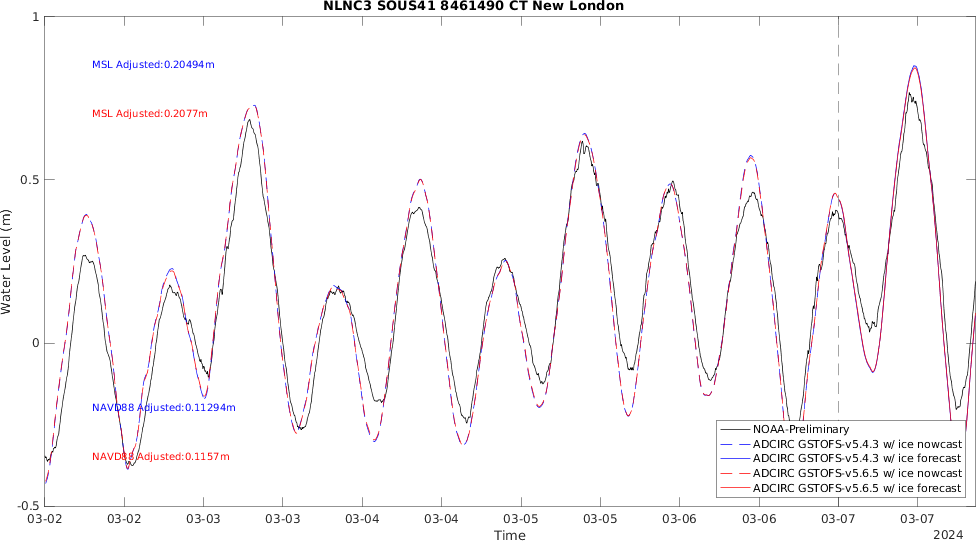 NLNC3 SOUS41 8461490 CT New London
1
MSL Adjusted:0.20494m
MSL Adjusted:0.2077m
0.5
Water Level (m)
0
NAVD88 Adjusted:0.11294m
NAVD88 Adjusted:0.1157m
-0.5
NOAA-Preliminary
ADCIRC GSTOFS-v5.4.3 w/ ice nowcast
ADCIRC GSTOFS-v5.4.3 w/ ice forecast
ADCIRC GSTOFS-v5.6.5 w/ ice nowcast
ADCIRC GSTOFS-v5.6.5 w/ ice forecast
03-02 03-02 03-03 03-03 03-04 03-04 03-05 03-05 03-06 03-06 03-07 03-07
Time
2024